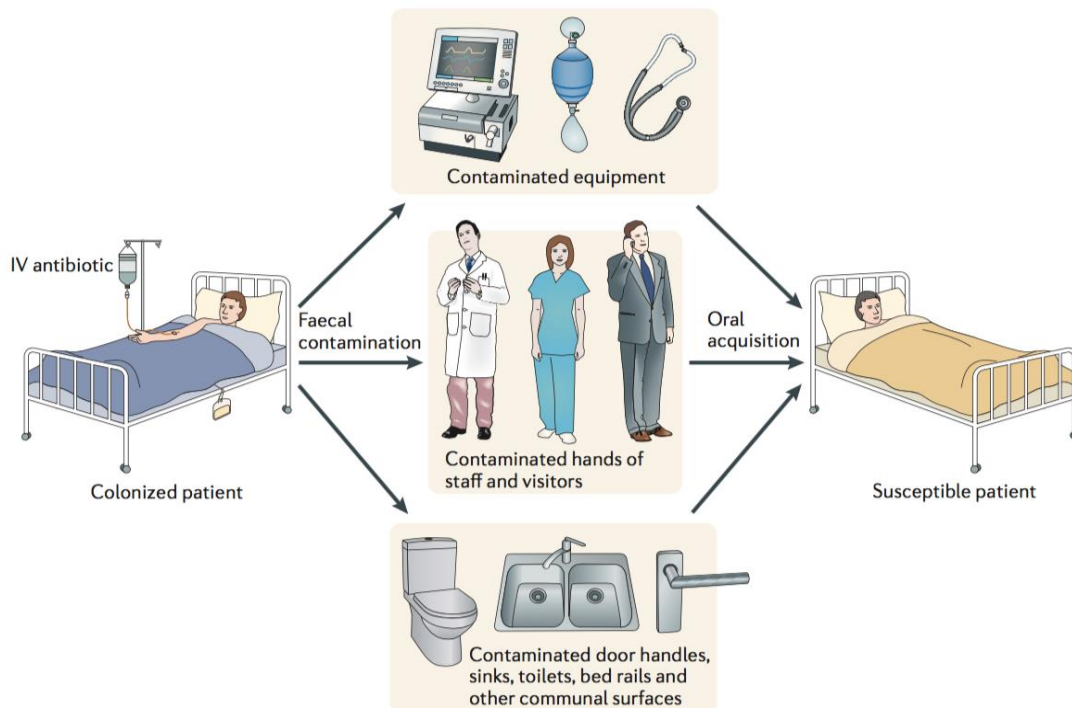 Contaminated equipment
IV antibiotic
Faecal
contamination
Oral
acquisition
Contaminated hands of
staff and visitors
Colonized patient
Susceptible patient
Contaminated door handles,
sinks, toilets, bed rails and
other communal surfaces